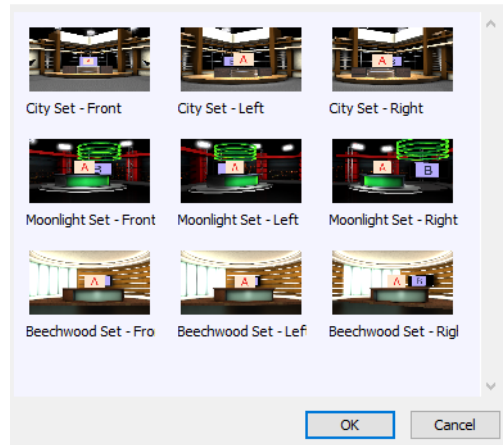 City Set - Front
City Set - Left
City Set - Right
A
B
A
B
A
B
Moonlight Set - Front
Moonlight Set - Left
Moonlight Set - Right
A
A
A B
Beechwood Set - Fro
Beechwood Set - Lef
Beechwood Set - Rigl
OK
Cancel